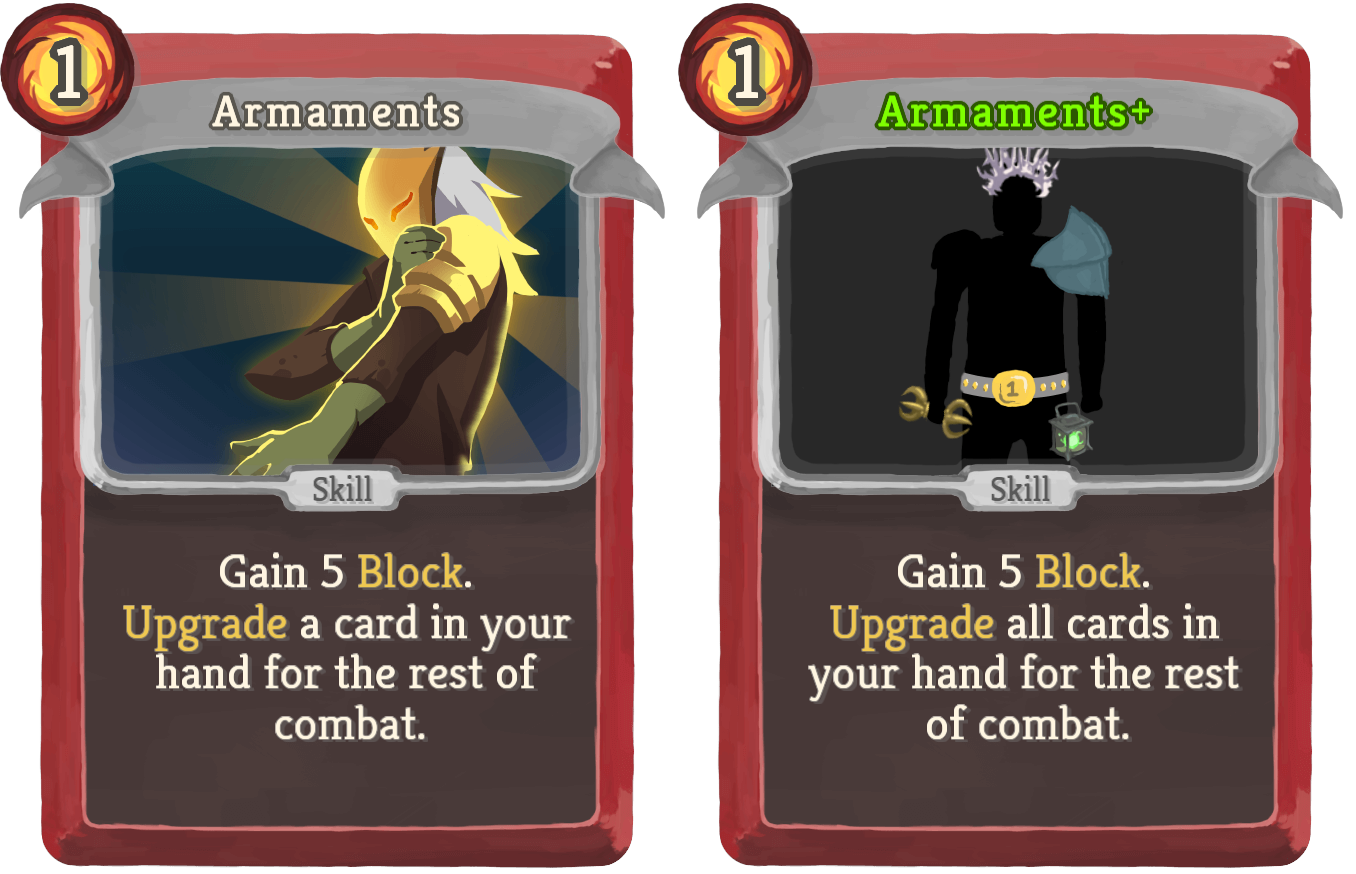 1
Armaments
Skill
Gain 5 Block.
Upgrade a card in your
hand for the rest of
combat.
1
Armaments+
1
Skill
Gain 5 Block.
Upgrade all cards in
your hand for the rest
of combat.